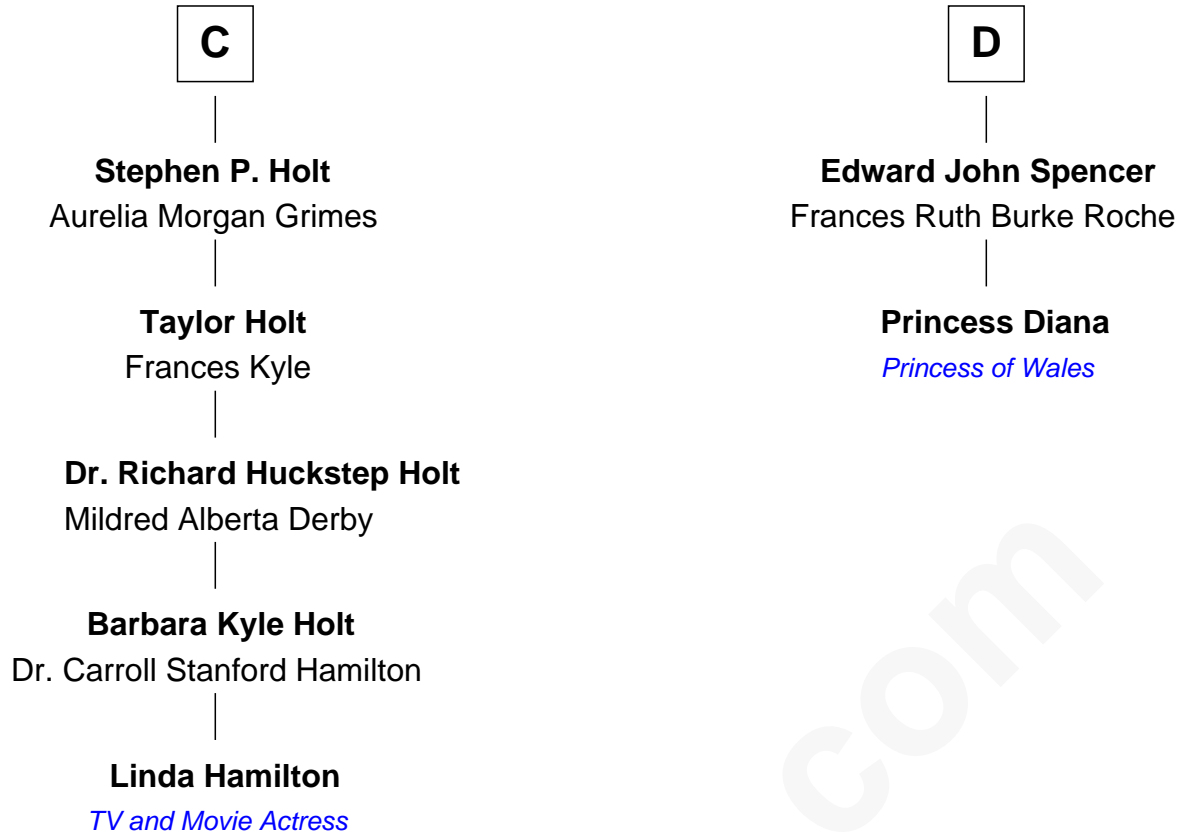 C
Stephen P. Holt
Aurelia Morgan Grimes
Taylor Holt
Frances Kyle
Dr. Richard Huckstep Holt
Mildred Alberta Derby
Barbara Kyle Holt
Dr. Carroll Stanford Hamilton
Linda Hamilton
TV and Movie Actress
D
Edward John Spencer
Frances Ruth Burke Roche
Princess Diana
Princess of Wales
com